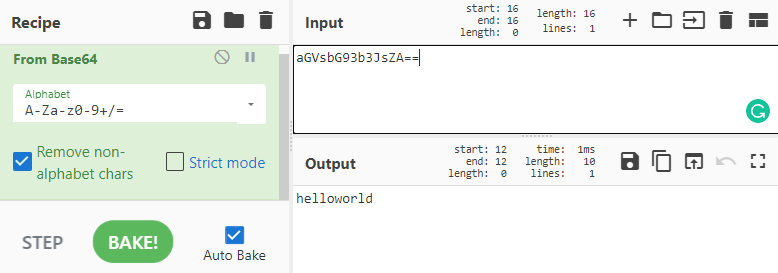 Recipe
From Base64
Alphabet
A-Za-z0-9+/=
Remove non-
alphabet chars
Strict mode
STEP
BAKE!
Auto Bake
Input
start: 16
end: 16
length: 0
length: 16
lines: 1
aGVsbG93b3JsZA==
Output
start: 12
end: 12
length: 0
time: 1ms
length: 10
lines: 1
helloworld